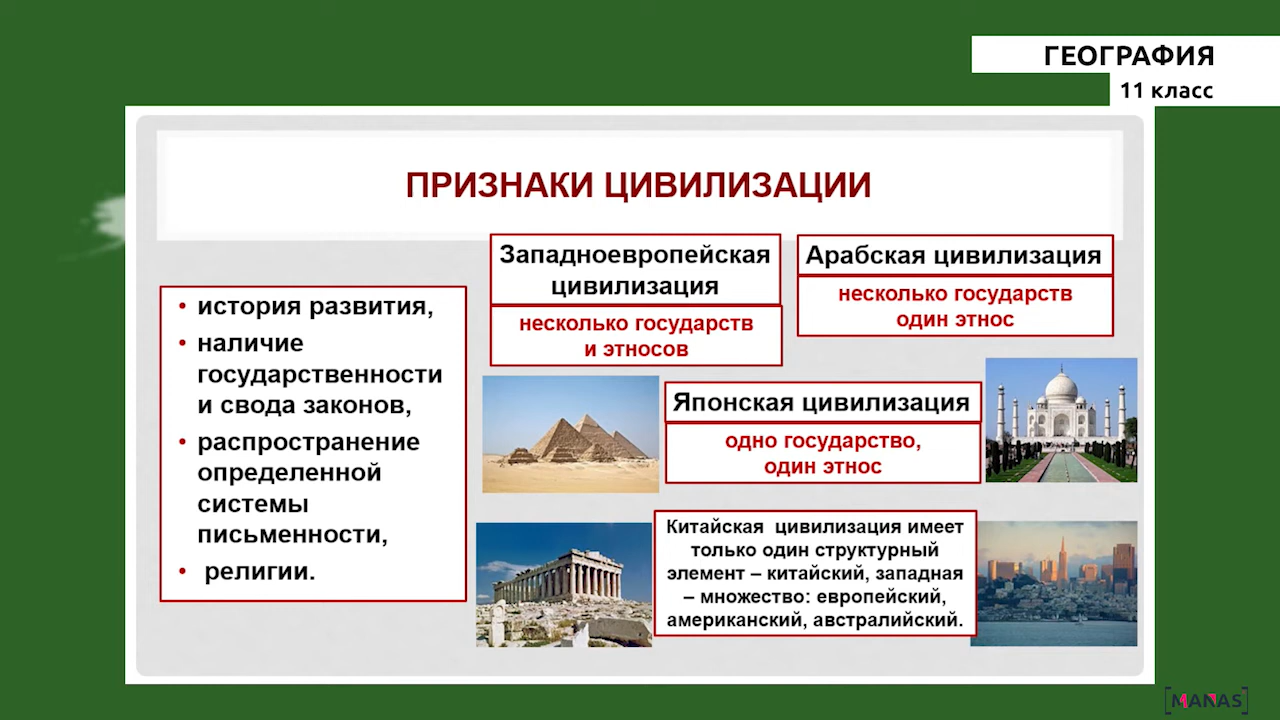 ГЕОГРАФИЯ
11 класс
ПРИЗНАКИ ЦИВИЛИЗАЦИИ
• история развития,
• наличие
государственности
и свода законов,
• распространение
определенной
системы
письменности,
• религии.
Западноевропейская
цивилизация
несколько государств
и этносов
Арабская цивилизация
несколько государств
один этнос
Японская цивилизация
одно государство,
один этнос
Китайская цивилизация имеет
только один структурный
элемент – китайский, западная
– множество: европейский,
американский, австралийский.
[MANAS]